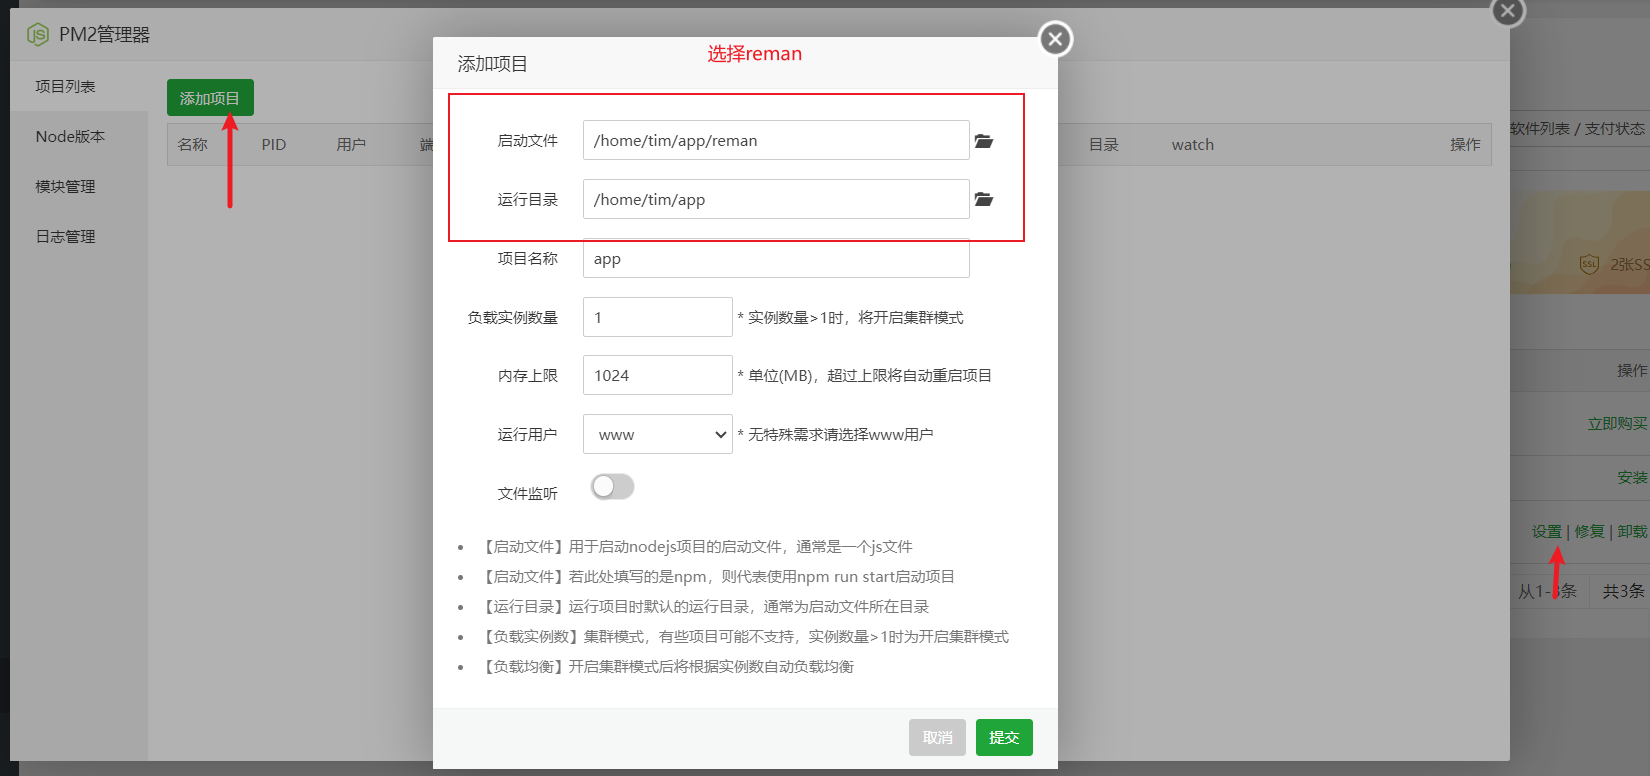 PM2管理器
项目列表
Node版本
模块管理
日志管理
添加项目
名称 PID 用户 端
目录 watch 操作
选择reman
添加项目
启动文件 /home/tim/app/reman
运行目录 /home/tim/app
项目名称 app
负载实例数量 1 * 实例数量>1时，将开启集群模式
内存上限 1024 * 单位(MB)，超过上限将自动重启项目
运行用户 www * 无特殊需求请选择www用户
文件监听
• 【启动文件】用于启动nodejs项目的启动文件，通常是一个js文件
• 【启动文件】若此处填写的是npm，则代表使用npm run start启动项目
• 【运行目录】运行项目时默认的运行目录，通常为启动文件所在目录
• 【负载实例数】集群模式，有些项目可能不支持，实例数量>1时为开启集群模式
• 【负载均衡】开启集群模式后将根据实例数自动负载均衡
取消 提交
软件列表 / 支付状态
SSL 2张SS
操作
立即购买
安装
设置 | 修复 | 卸载
从1-3条 共3条